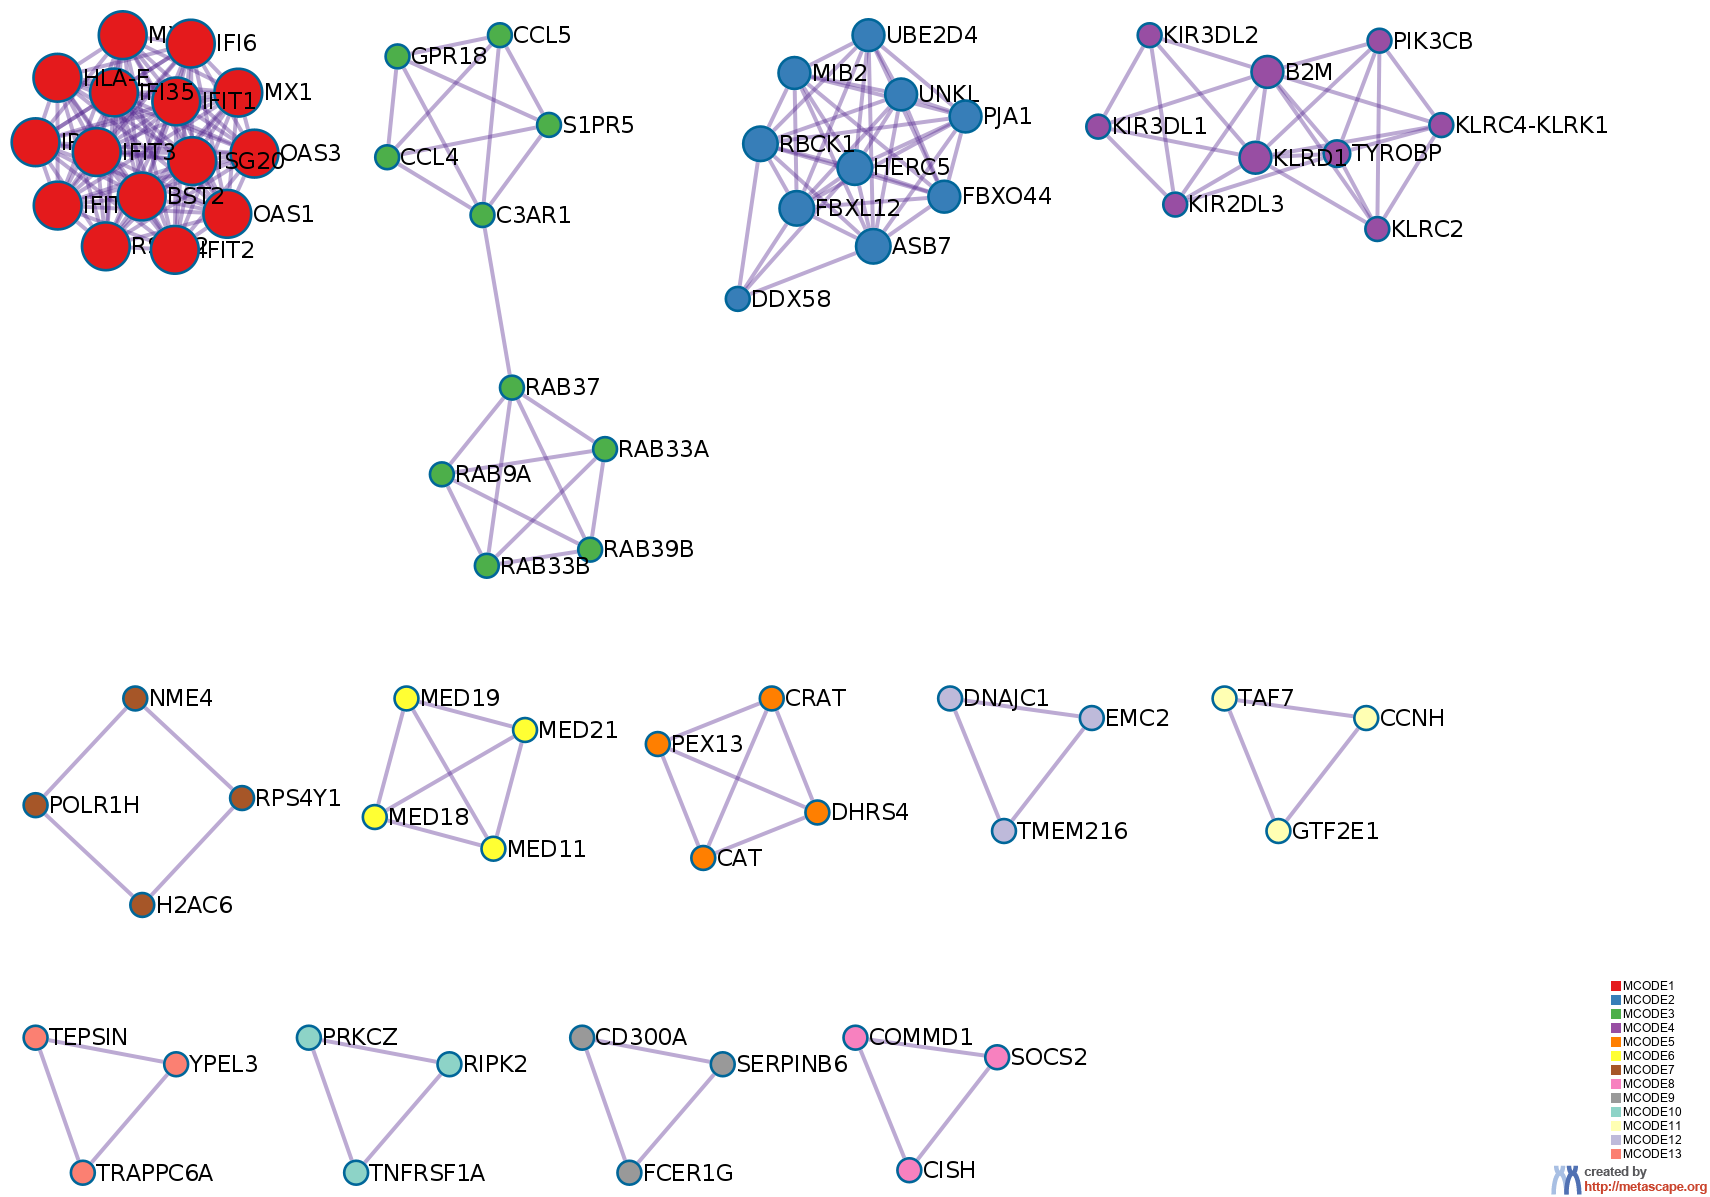 IFI6
HLA-E
IFI35
IFIT1
MX1
IFIT3
ISG20
OAS3
BST2
OAS1
IFIT2
CCL5
GPR18
S1PR5
CCL4
C3AR1
RAB37
RAB33A
RAB9A
RAB39B
RAB33B
UBE2D4
MIB2
UNKL
PJA1
RBCK1
HERC5
FBXL12
FBXO44
ASB7
DDX58
KIR3DL2
PIK3CB
B2M
KIR3DL1
KLRC4-KLRK1
KLRD1
TYROBP
KIR2DL3
KLRC2
NME4
POLR1H
RPS4Y1
H2AC6
MED19
MED21
MED18
MED11
CRAT
PEX13
DHRS4
CAT
DNAJC1
EMC2
TMEM216
TAF7
CCNH
GTF2E1
TEPSIN
YPEL3
TRAPPC6A
PRKCZ
RIPK2
TNFRSF1A
CD300A
SERPINB6
FCER1G
COMMD1
SOCS2
CISH
MCODE1
MCODE2
MCODE3
MCODE4
MCODE5
MCODE6
MCODE7
MCODE8
MCODE9
MCODE10
MCODE11
MCODE12
MCODE13
created by
http://metascape.org